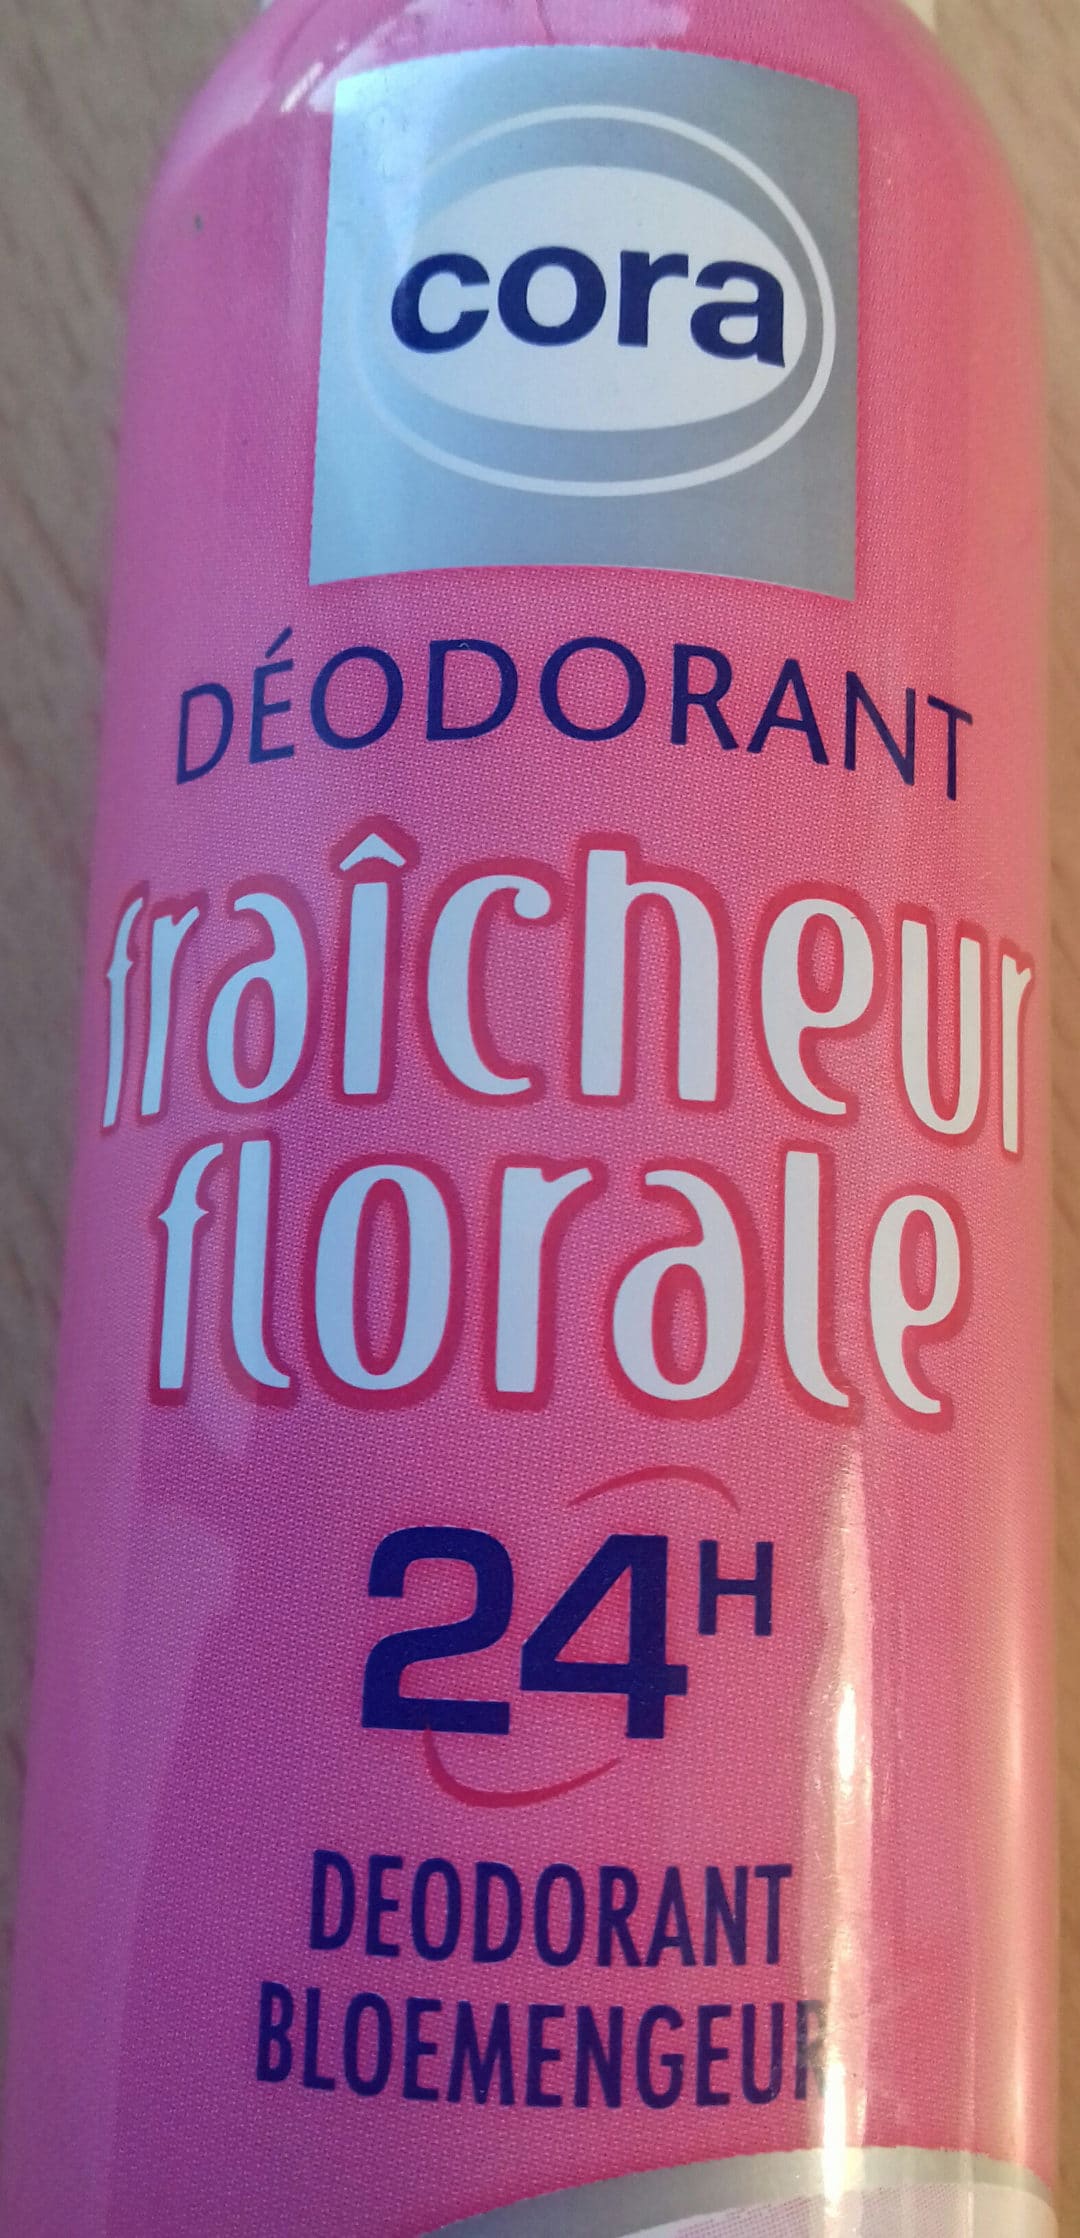 cora
DÉODORANT
fraîcheur
florale
24H
DEODORANT
BLOEMENGEUR